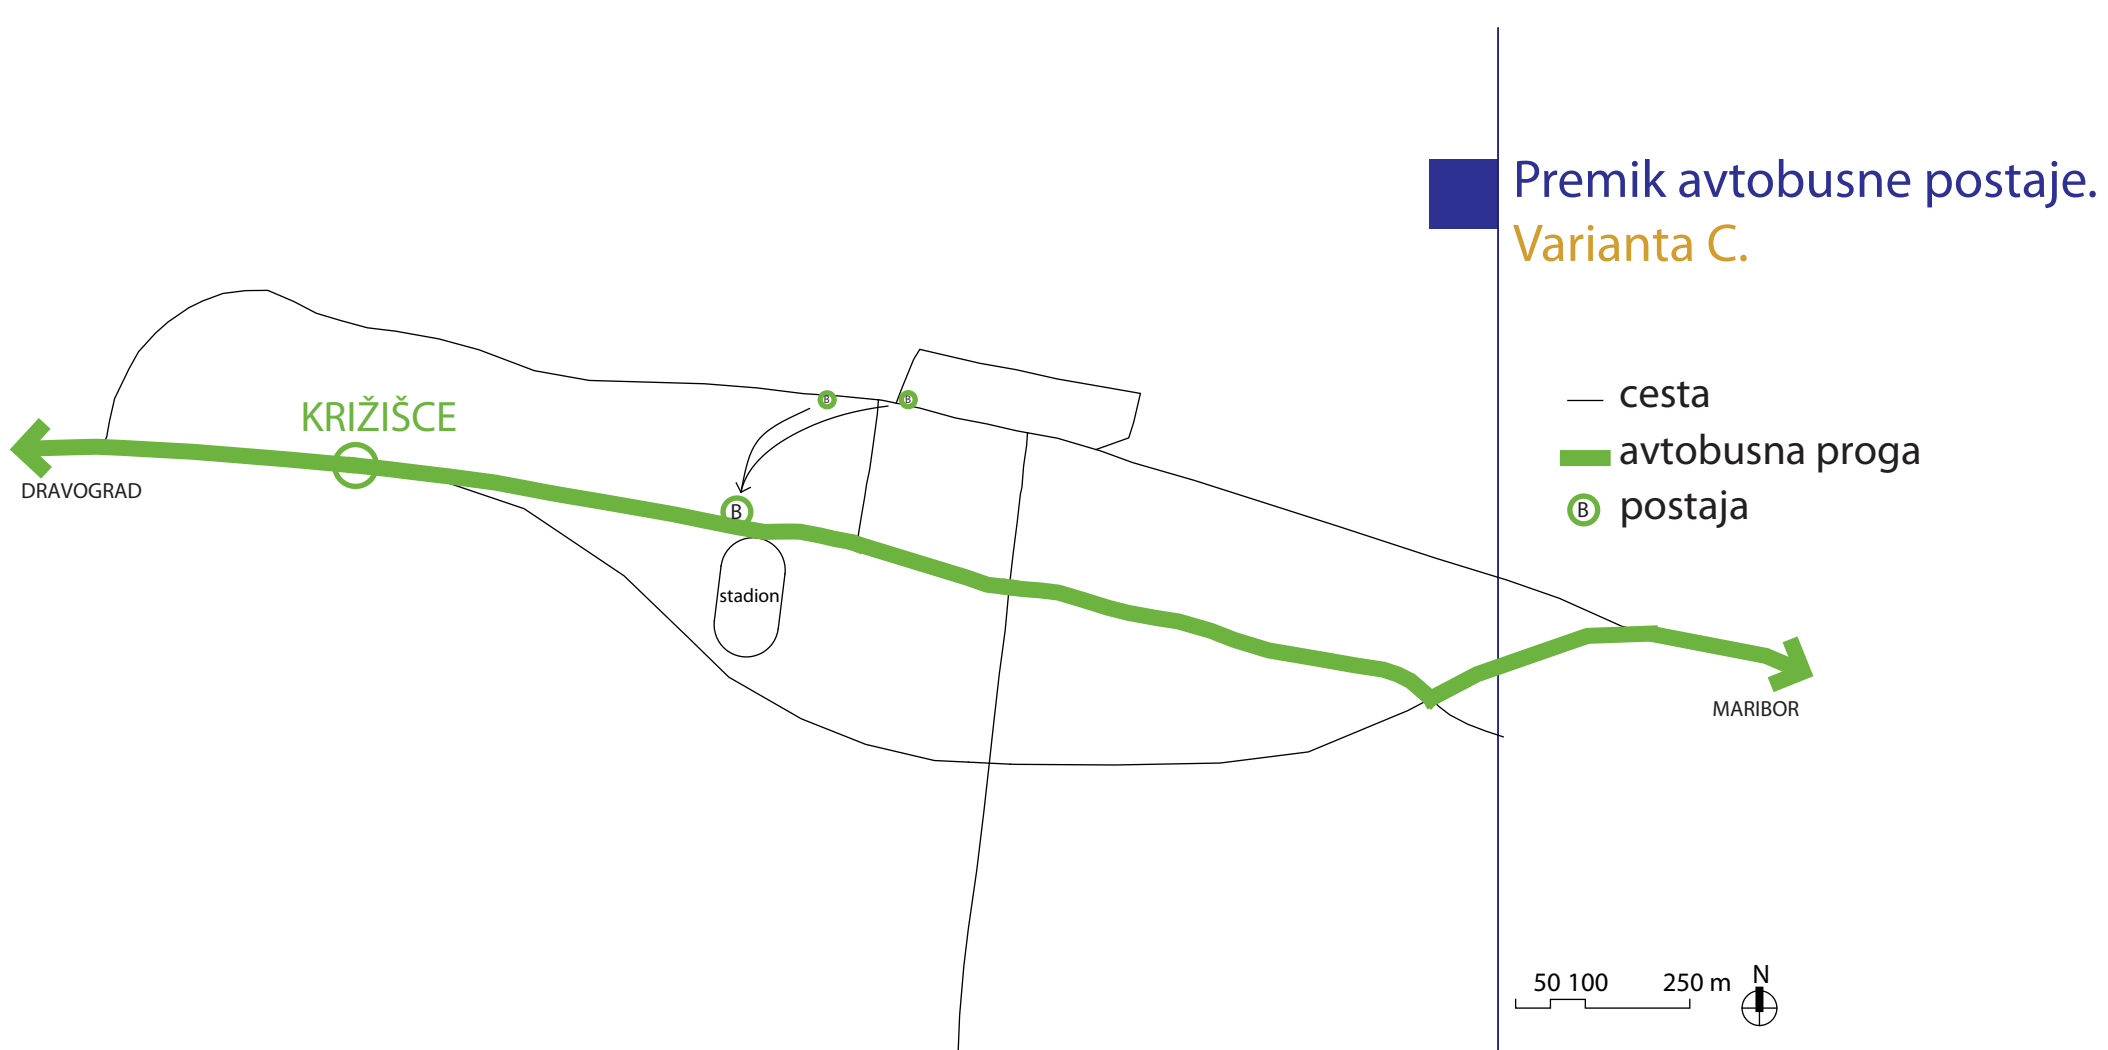 Premik avtobusne postaje.
Varianta C.
cesta
avtobusna proga
B postaja
KRIŽIŠCE
DRAVOGRAD
B
B
B
stadion
MARIBOR
50 100 250 m
N